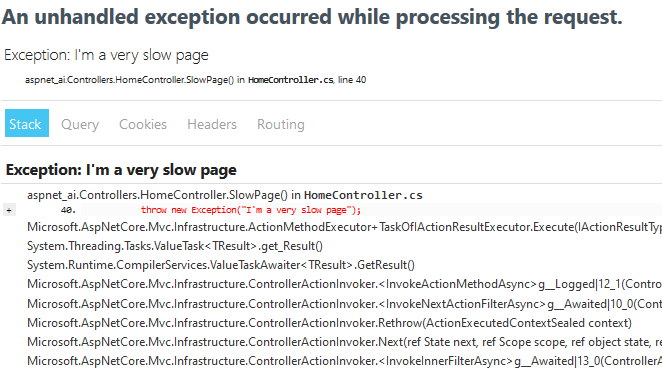 An unhandled exception occurred while processing the request.
Exception: I'm a very slow page
aspnet_ai.Controllers.HomeController.SlowPage() in HomeController.cs, line 40
Stack Query Cookies Headers Routing
Exception: I'm a very slow page
aspnet_ai.Controllers.HomeController.SlowPage() in HomeController.cs
+ 40. throw new Exception("I'm a very slow page");
Microsoft.AspNetCore.Mvc.Infrastructure.ActionMethodExecutor+TaskOfIActionResultExecutor.Execute(IActionResultTyp
System.Threading.Tasks.ValueTask<TResult>.get_Result()
System.Runtime.CompilerServices.ValueTaskAwaiter<TResult>.GetResult()
Microsoft.AspNetCore.Mvc.Infrastructure.ControllerActionInvoker.<InvokeActionMethodAsync>g__Logged|12_1(Contro
Microsoft.AspNetCore.Mvc.Infrastructure.ControllerActionInvoker.<InvokeNextActionFilterAsync>g__Awaited|10_0(Cont
Microsoft.AspNetCore.Mvc.Infrastructure.ControllerActionInvoker.Rethrow(ActionExecutedContextSealed context)
Microsoft.AspNetCore.Mvc.Infrastructure.ControllerActionInvoker.Next(ref State next, ref Scope scope, ref object state, re
Microsoft.AspNetCore.Mvc.Infrastructure.ControllerActionInvoker.<InvokeInnerFilterAsync>g__Awaited|13_0(ControllerA